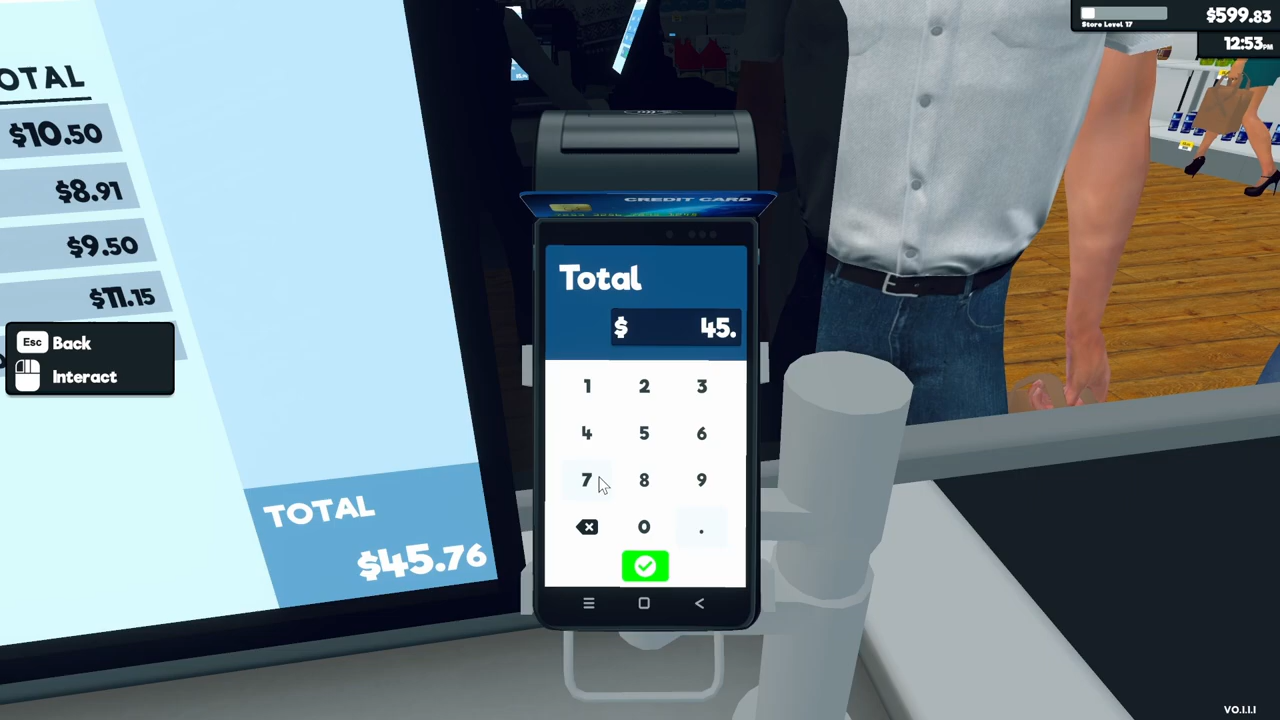 Store Level 17
$599.83
12:53PM
OTAL
$10.50
$8.91
$9.50
$11.15
Esc Back
Interact
TOTAL
$45.76
CREDIT CARD
Total
$ 45.
1 2 3
4 5 6
7 8 9
0 .
V0.1.1.1